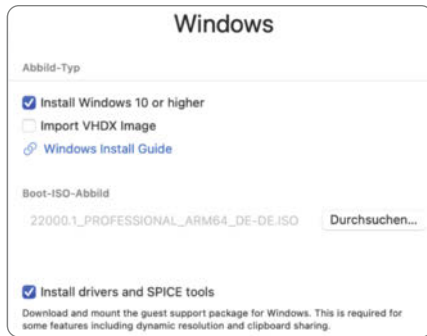 Windows
Abbild-Typ
Install Windows 10 or higher
Import VHDX Image
Windows Install Guide
Boot-ISO-Abbild
22000.1_PROFESSIONAL_ARM64_DE-DE.ISO Durchsuchen...
Install drivers and SPICE tools
Download and mount the guest support package for Windows. This is required for
some features including dynamic resolution and clipboard sharing.